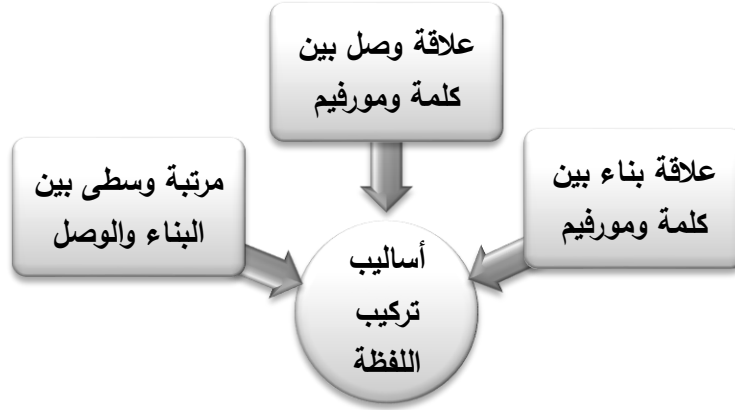 علاقة وصل بين
كلمة ومورفيم
علاقة بناء بين
كلمة ومورفيم
مرتبة وسطى بين
البناء والوصل
أساليب
تركيب
اللفظة